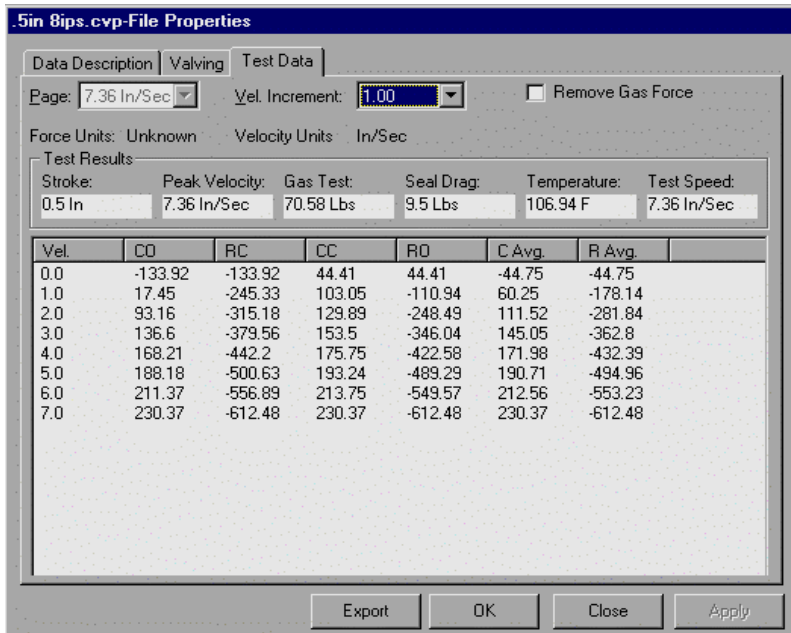 .5in 8ips.cvp-File Properties
Data Description Valving Test Data
Page: 7.36 In/Sec Vel. Increment: 1.00 Remove Gas Force
Force Units: Unknown Velocity Units In/Sec
Test Results
Stroke: Peak Velocity: Gas Test: Seal Drag: Temperature: Test Speed:
0.5 In 7.36 In/Sec 70.58 Lbs 9.5 Lbs 106.94 F 7.36 In/Sec
Vel. CO RC CC RO C Avg. R Avg.
0.0 -133.92 -133.92 44.41 44.41 -44.75 -44.75
1.0 17.45 -245.33 103.05 -110.94 60.25 -178.14
2.0 93.16 -315.18 129.89 -248.49 111.52 -281.84
3.0 136.6 -379.56 153.5 -346.04 145.05 -362.8
4.0 168.21 -442.2 175.75 -422.58 171.98 -432.39
5.0 188.18 -500.63 193.24 -489.29 190.71 -494.96
6.0 211.37 -556.89 213.75 -549.57 212.56 -553.23
7.0 230.37 -612.48 230.37 -612.48 230.37 -612.48
Export OK Close Apply